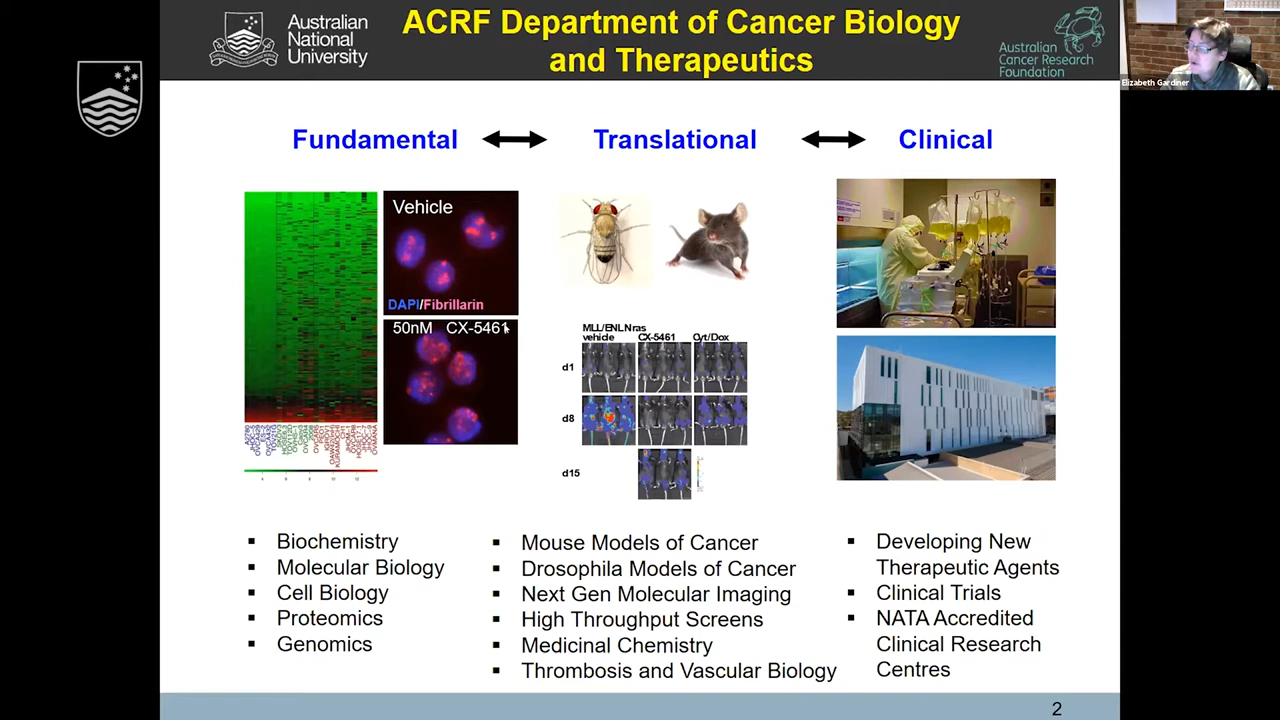 Australian
National
University
ACRF Department of Cancer Biology
and Therapeutics
Australian
Cancer Research
Foundation
Elizabeth Gardiner
Fundamental
Translational
Clinical
Vehicle
DAPI/Fibrillarin
50nM CX-5461
MLL/ENLNras
vehicle CX-5461 Cyt/Dox
d1
d8
d15
▪ Biochemistry
▪ Molecular Biology
▪ Cell Biology
▪ Proteomics
▪ Genomics
▪ Mouse Models of Cancer
▪ Drosophila Models of Cancer
▪ Next Gen Molecular Imaging
▪ High Throughput Screens
▪ Medicinal Chemistry
▪ Thrombosis and Vascular Biology
▪ Developing New
Therapeutic Agents
▪ Clinical Trials
▪ NATA Accredited
Clinical Research
Centres
2